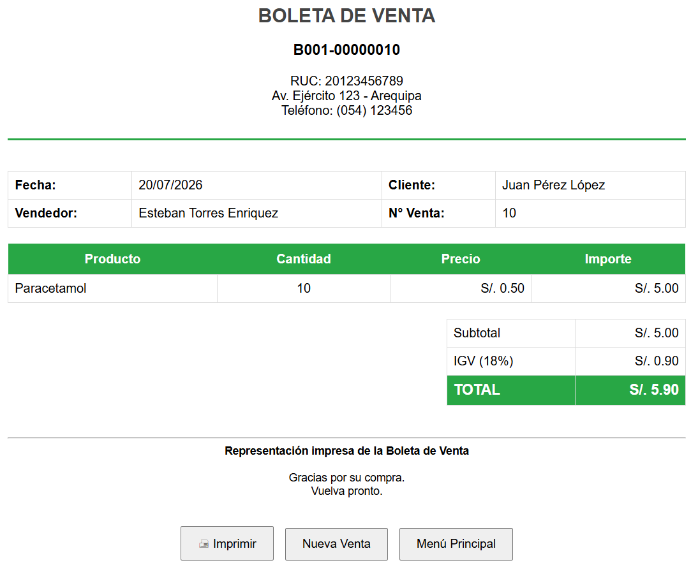 BOLETA DE VENTA
B001-00000010
RUC: 20123456789
Av. Ejército 123 - Arequipa
Teléfono: (054) 123456
Fecha: 20/07/2026 Cliente: Juan Pérez López
Vendedor: Esteban Torres Enriquez N° Venta: 10
Producto Cantidad Precio Importe
Paracetamol 10 S/. 0.50 S/. 5.00
Subtotal S/. 5.00
IGV (18%) S/. 0.90
TOTAL S/. 5.90
Representación impresa de la Boleta de Venta
Gracias por su compra.
Vuelva pronto.
Imprimir Nueva Venta Menú Principal